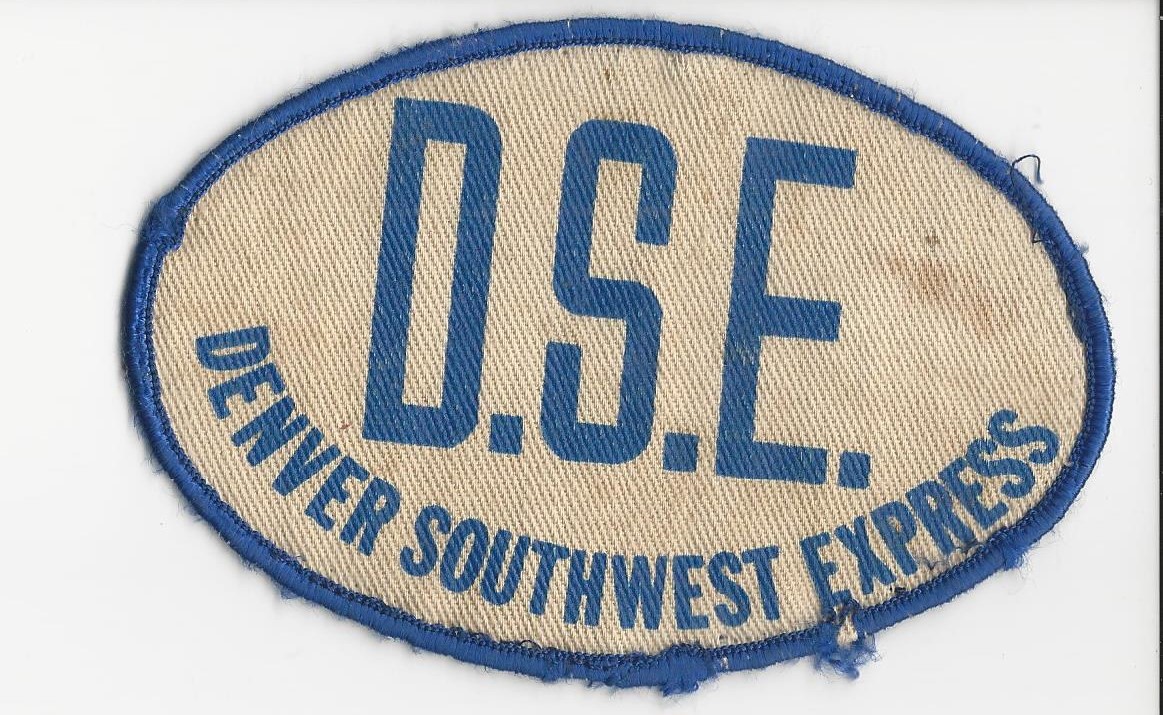 D.S.E.
DENVER SOUTHWEST EXPRESS